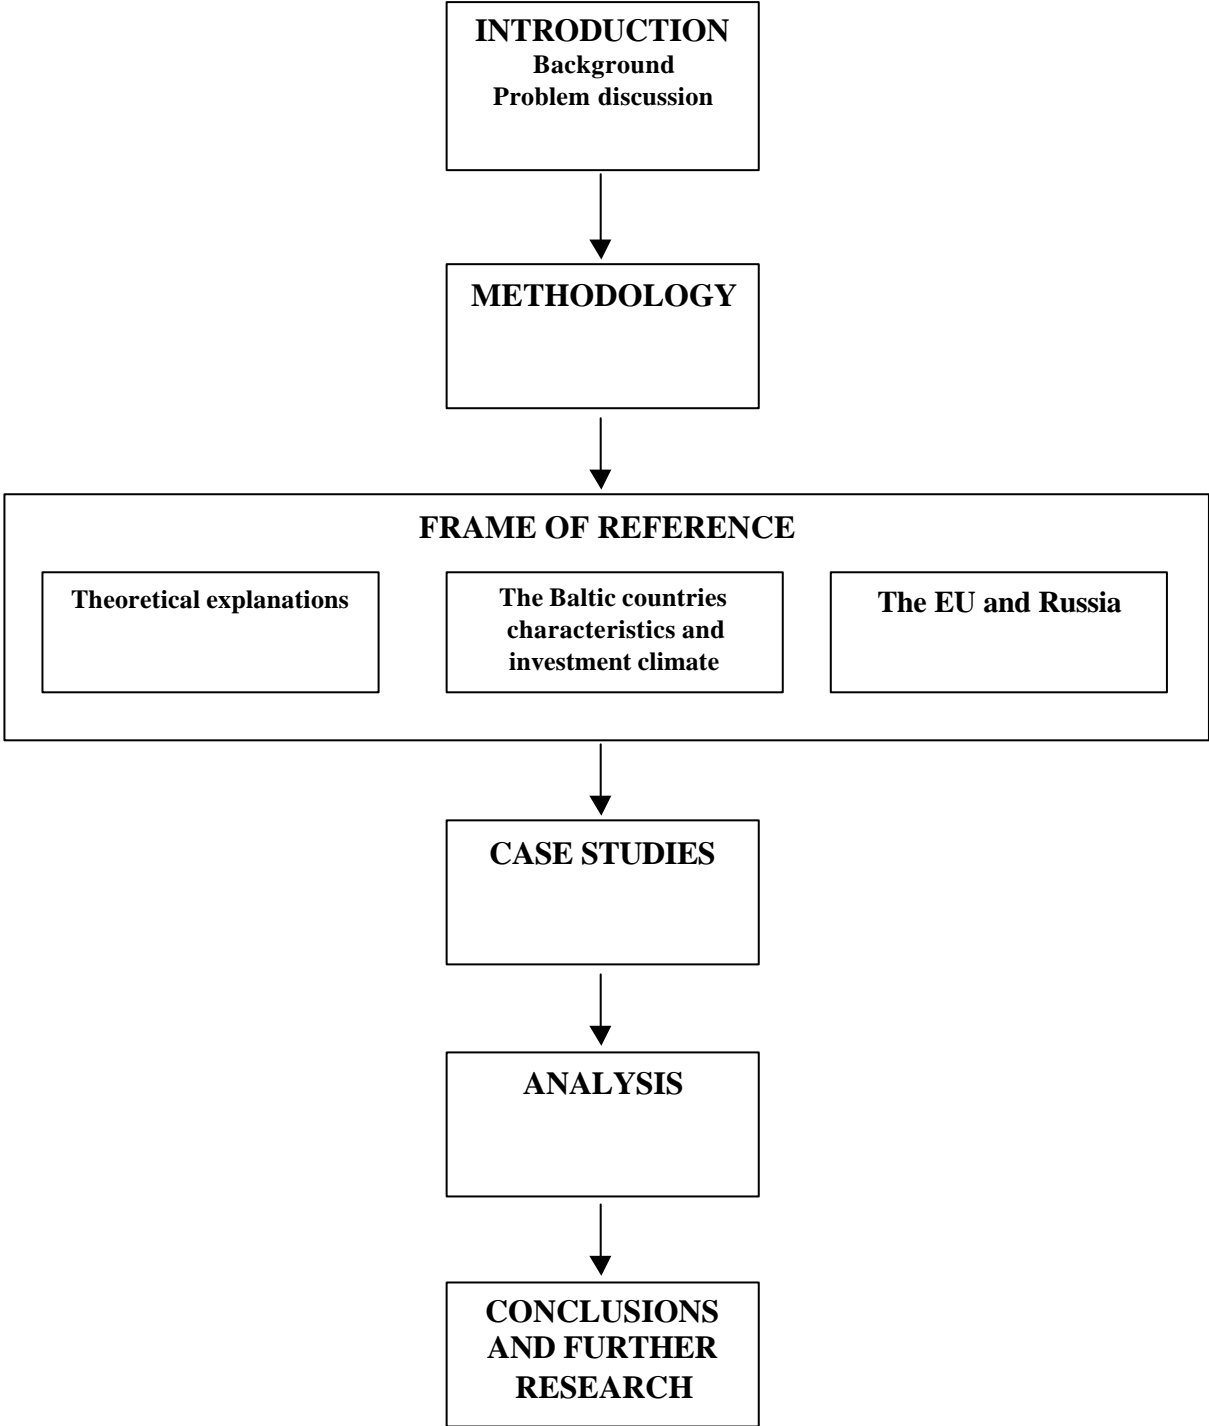 INTRODUCTION
Background
Problem discussion
METHODOLOGY
FRAME OF REFERENCE
Theoretical explanations
The Baltic countries
characteristics and
investment climate
The EU and Russia
CASE STUDIES
ANALYSIS
CONCLUSIONS
AND FURTHER
RESEARCH